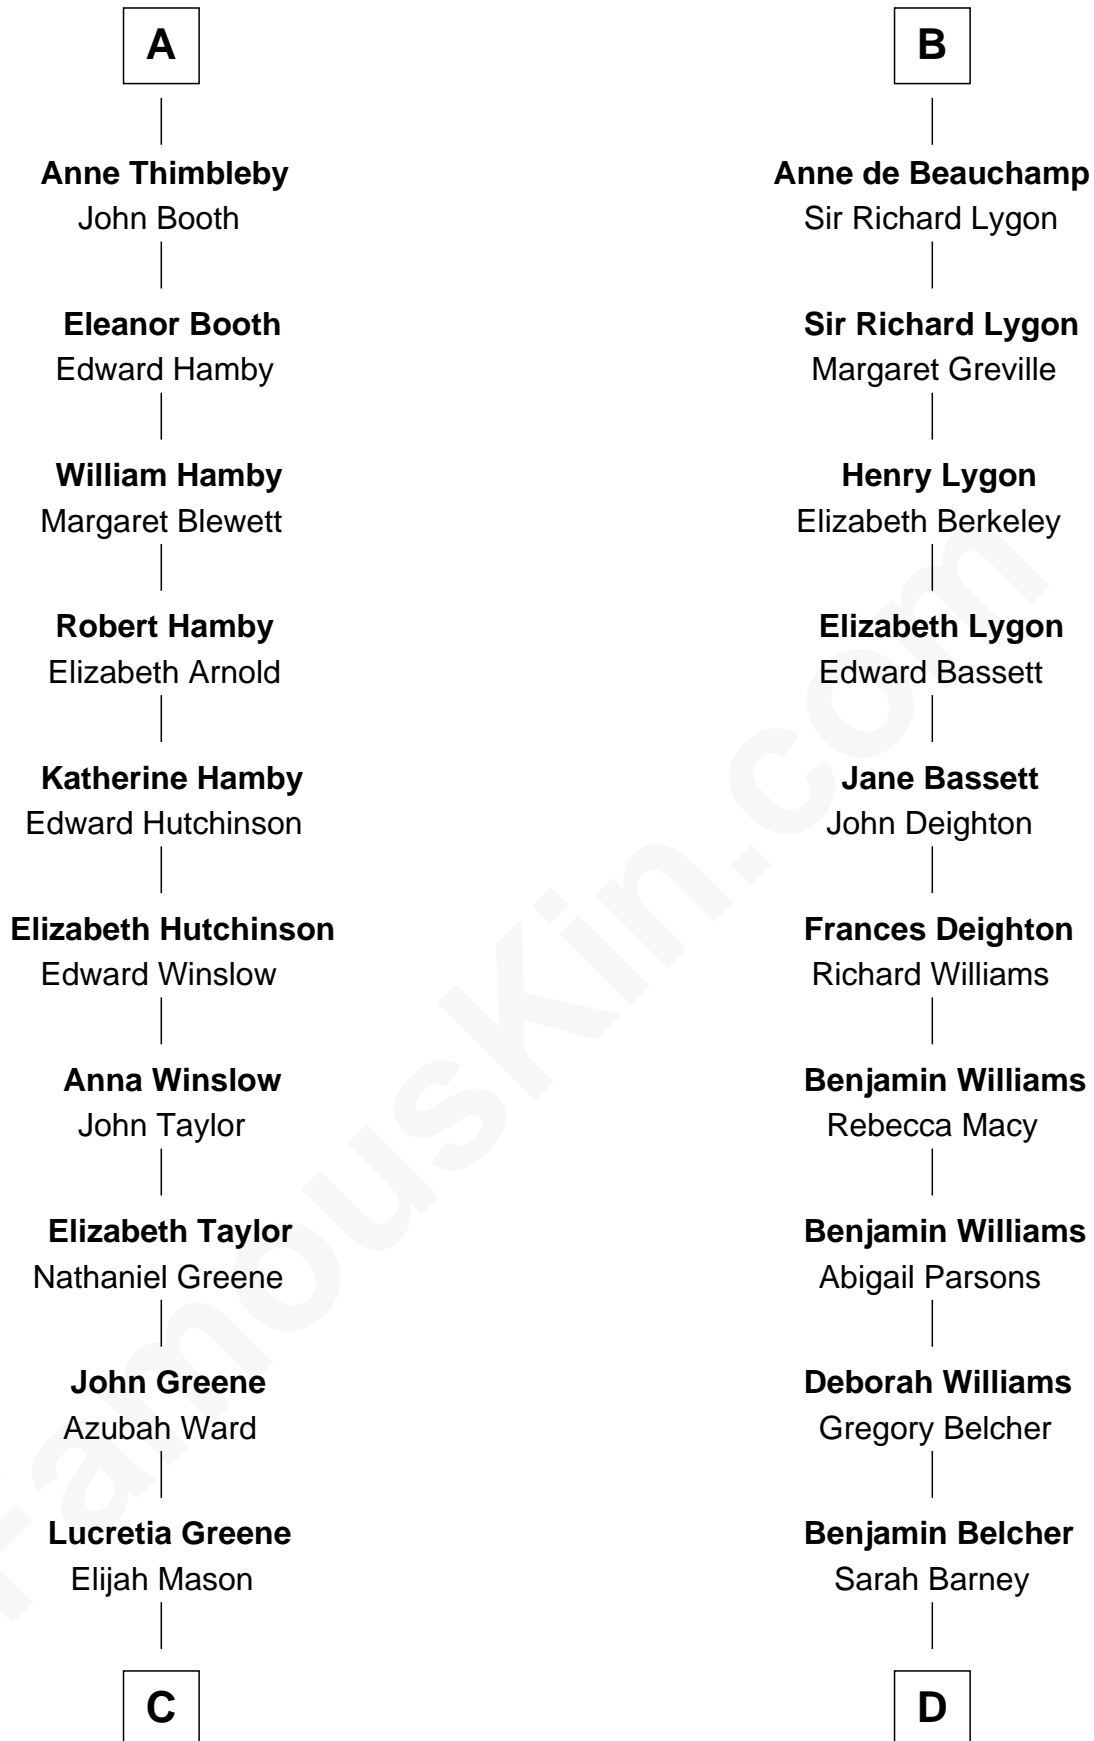 A
Anne Thimbleby
John Booth
Eleanor Booth
Edward Hamby
William Hamby
Margaret Blewett
Robert Hamby
Elizabeth Arnold
Katherine Hamby
Edward Hutchinson
Elizabeth Hutchinson
Edward Winslow
Anna Winslow
John Taylor
Elizabeth Taylor
Nathaniel Greene
John Greene
Azubah Ward
Lucretia Greene
Elijah Mason
C
B
Anne de Beauchamp
Sir Richard Lygon
Sir Richard Lygon
Margaret Greville
Henry Lygon
Elizabeth Berkeley
Elizabeth Lygon
Edward Bassett
Jane Bassett
John Deighton
Frances Deighton
Richard Williams
Benjamin Williams
Rebecca Macy
Benjamin Williams
Abigail Parsons
Deborah Williams
Gregory Belcher
Benjamin Belcher
Sarah Barney
D
FamousKin.com